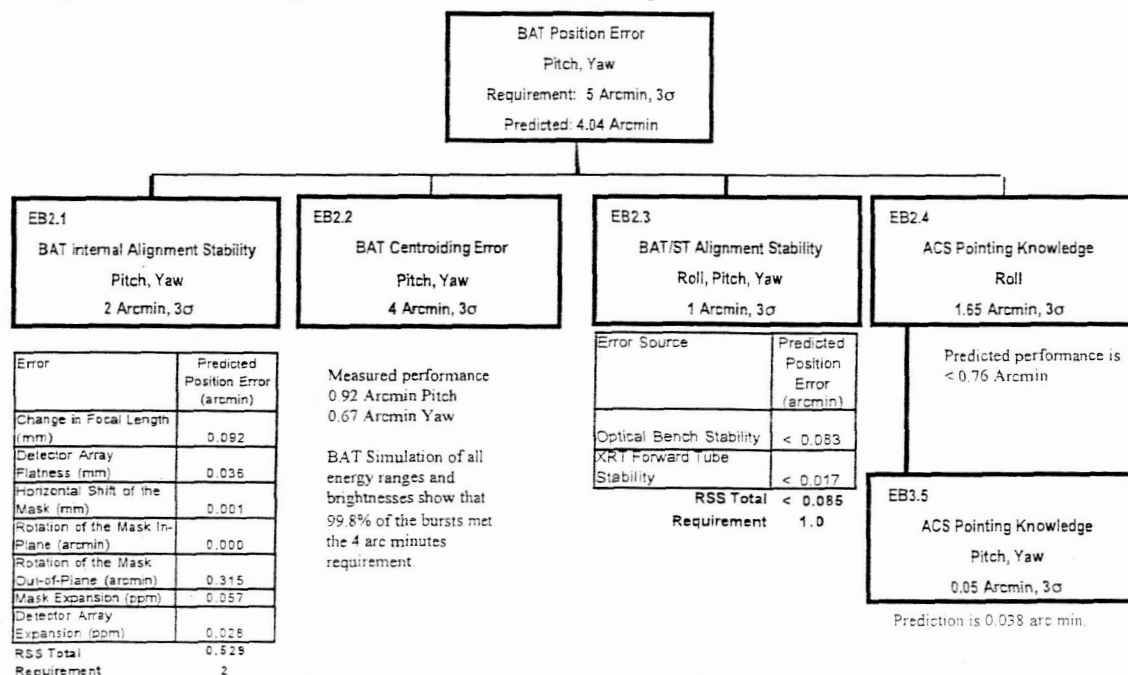 BAT Position Error
Pitch, Yaw
Requirement: 5 Arcmin, 3σ
Predicted: 4.04 Arcmin
EB2.1
BAT Internal Alignment Stability
Pitch, Yaw
2 Arcmin, 3σ
EB2.2
BAT Centroiding Error
Pitch, Yaw
4 Arcmin, 3σ
EB2.3
BAT/ST Alignment Stability
Roll, Pitch, Yaw
1 Arcmin, 3σ
EB2.4
ACS Pointing Knowledge
Roll
1.65 Arcmin, 3σ
Error
Predicted
Position Error
(arcmin)
Change in Focal Length
(mm) 0.092
Detector Array
Flatness (mm) 0.036
Horizontal Shift of the
Mask (mm) 0.001
Rotation of the Mask In-
Plane (arcmin) 0.000
Rotation of the Mask
Out-of-Plane (arcmin) 0.315
Mask Expansion (ppm) 0.057
Detector Array
Expansion (ppm) 0.028
RSS Total 0.529
Requirement 2
Measured performance
0.92 Arcmin Pitch
0.67 Arcmin Yaw
BAT Simulation of all
energy ranges and
brightnesses show that
99.8% of the bursts met
the 4 arc minutes
requirement.
Error Source
Predicted
Position
Error
(arcmin)
Optical Bench Stability < 0.083
XRT Forward Tube
Stability < 0.017
RSS Total < 0.085
Requirement 1.0
Predicted performance is
< 0.76 Arcmin
EB3.5
ACS Pointing Knowledge
Pitch, Yaw
0.05 Arcmin, 3σ
Prediction is 0.038 arc min.